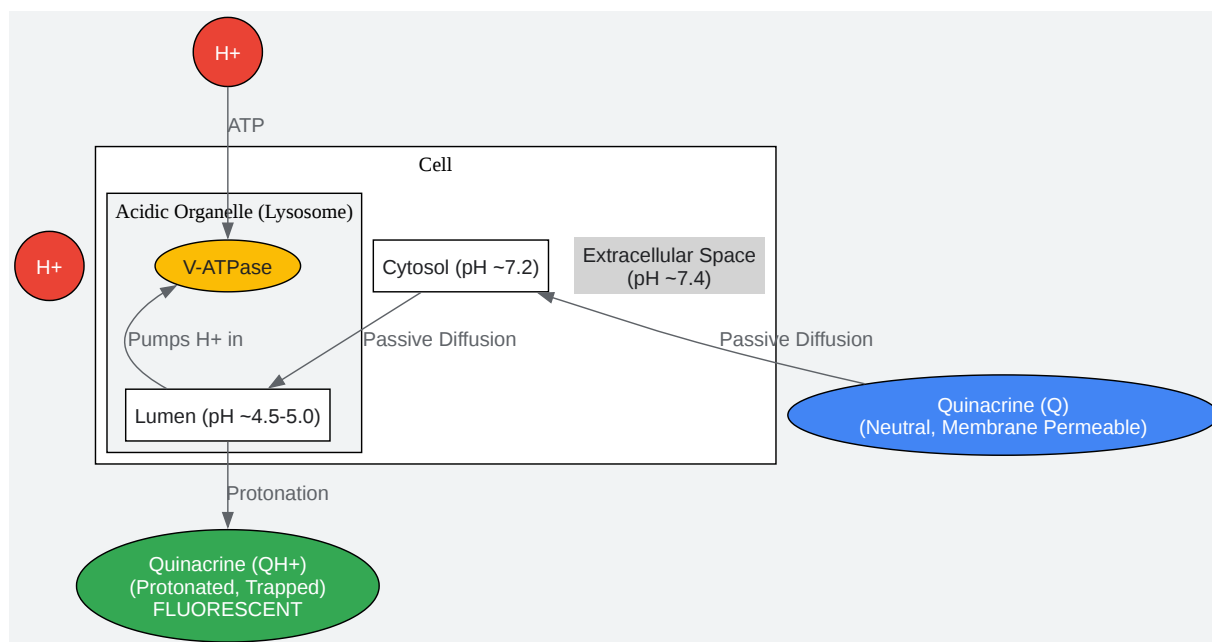 H+
ATP
Cell
Acidic Organelle (Lysosome)
H+
V-ATPase
Cytosol (pH ~7.2)
Extracellular Space
(pH ~7.4)
Pumps H+ in
Passive Diffusion
Passive Diffusion
Lumen (pH ~4.5-5.0)
Quinacrine (Q)
(Neutral, Membrane Permeable)
Protonation
Quinacrine (QH+)
(Protonated, Trapped)
FLUORESCENT